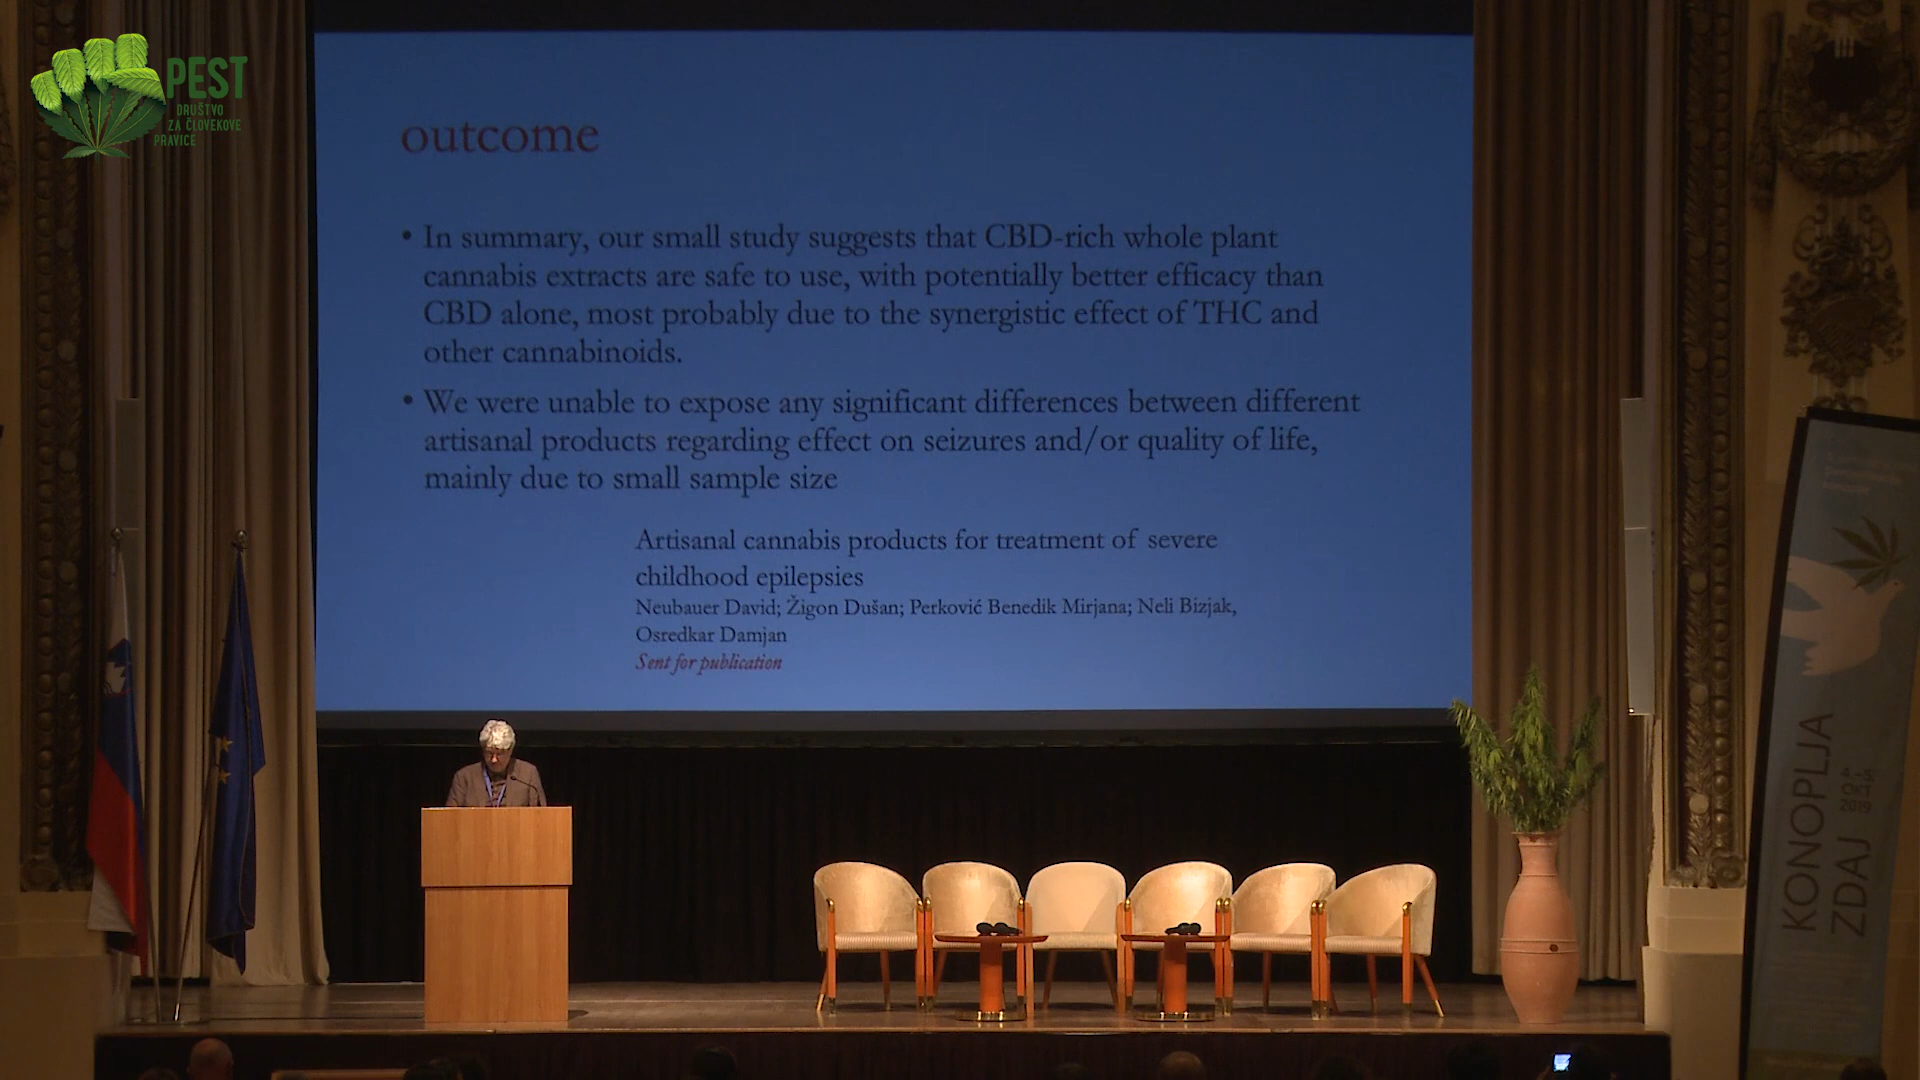 PEST
DRUŠTVO
ZA ČLOVEKOVE
PRAVICE
outcome
• In summary, our small study suggests that CBD-rich whole plant
cannabis extracts are safe to use, with potentially better efficacy than
CBD alone, most probably due to the synergistic effect of THC and
other cannabinoids.
• We were unable to expose any significant differences between different
artisanal products regarding effect on seizures and/or quality of life,
mainly due to small sample size
Artisanal cannabis products for treatment of severe
childhood epilepsies
Neubauer David; Žigon Dušan; Perković Benedik Mirjana; Neli Bizjak,
Osredkar Damjan
Sent for publication
KONOPLJA
ZDAJ
4.–5.
OKT
2019